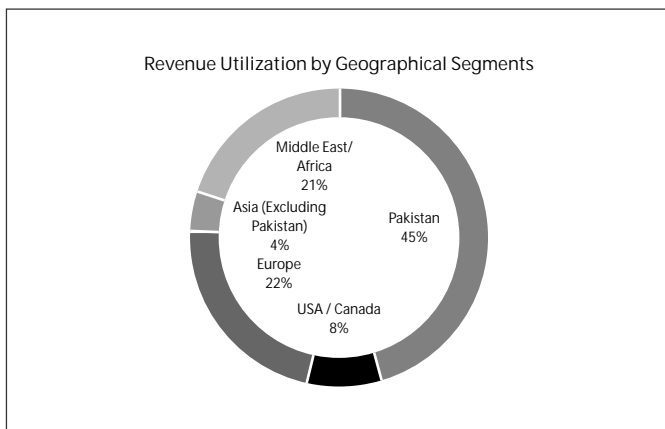 Revenue Utilization by Geographical Segments
Middle East/
Africa
21%
Asia (Excluding
Pakistan)
4%
Europe
22%
Pakistan
45%
USA / Canada
8%